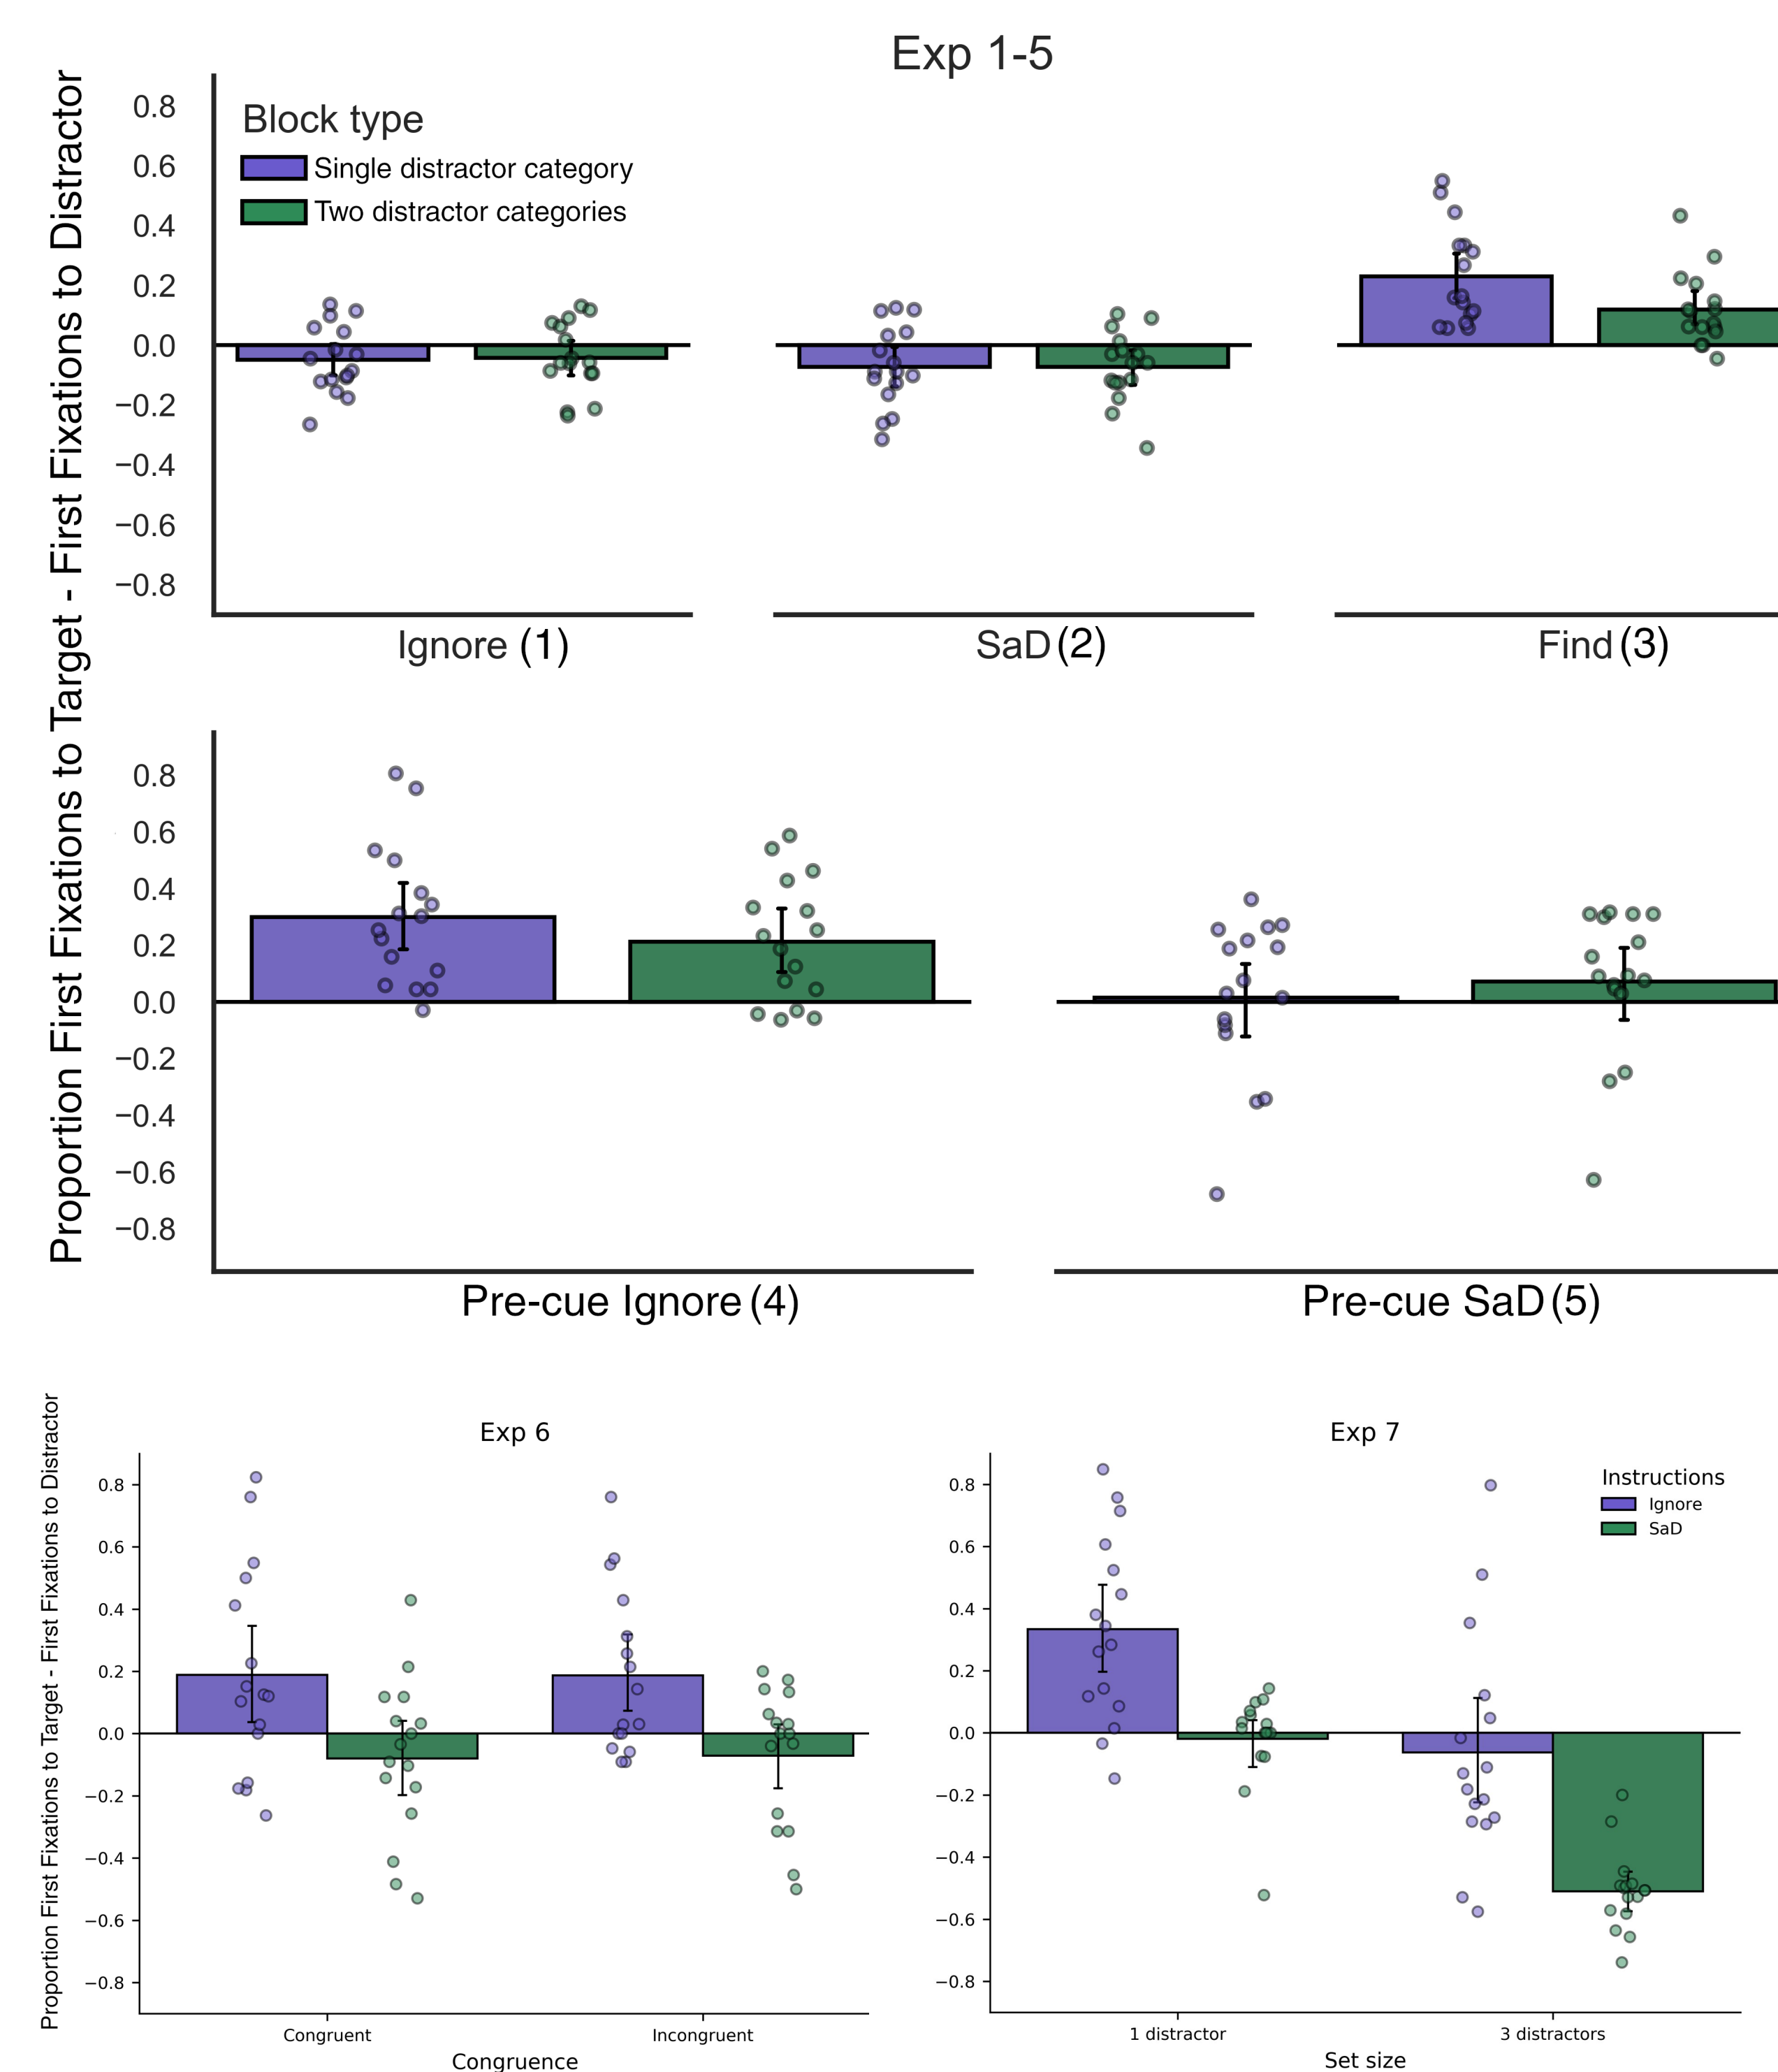 Exp 1-5
Proportion First Fixations to Target - First Fixations to Distractor
Block type
Single distractor category
Two distractor categories
0.8
0.6
0.4
0.2
0.0
−0.2
−0.4
−0.6
−0.8
Ignore (1)
SaD (2)
Find (3)
0.8
0.6
0.4
0.2
0.0
−0.2
−0.4
−0.6
−0.8
Pre-cue Ignore (4)
Pre-cue SaD (5)
Proportion First Fixations to Target - First Fixations to Distractor
Exp 6
0.8
0.6
0.4
0.2
0.0
−0.2
−0.4
−0.6
−0.8
Congruent
Incongruent
Congruence
Exp 7
Instructions
Ignore
SaD
0.8
0.6
0.4
0.2
0.0
−0.2
−0.4
−0.6
−0.8
1 distractor
3 distractors
Set size